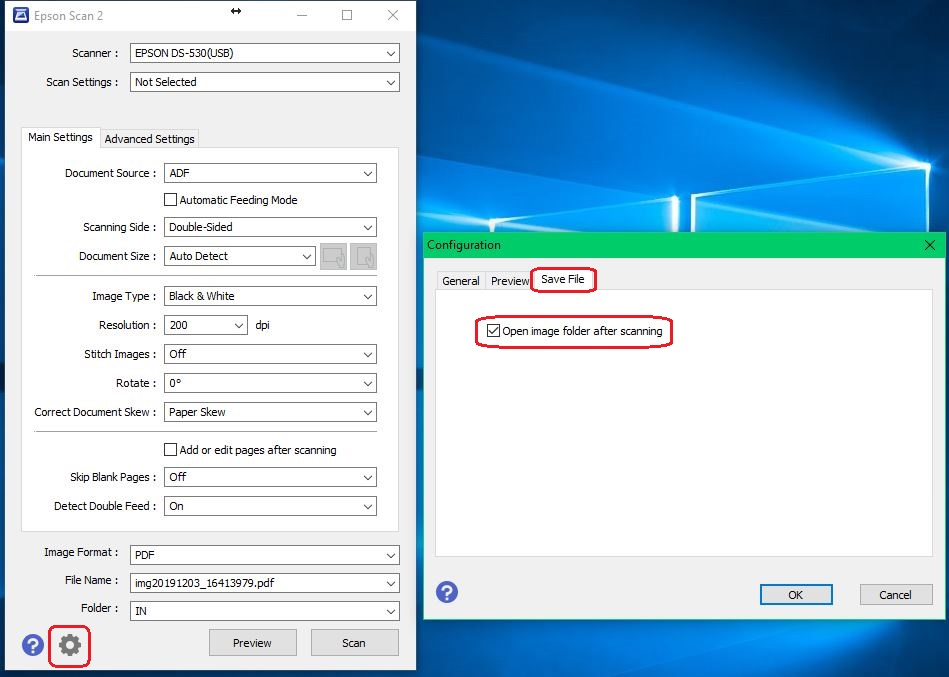 Epson Scan 2
Scanner : EPSON DS-530(USB)
Scan Settings : Not Selected
Main Settings Advanced Settings
Document Source : ADF
Automatic Feeding Mode
Scanning Side : Double-Sided
Document Size : Auto Detect
Image Type : Black & White
Resolution : 200 dpi
Stitch Images : Off
Rotate : 0°
Correct Document Skew : Paper Skew
Add or edit pages after scanning
Skip Blank Pages : Off
Detect Double Feed : On
Image Format : PDF
File Name : img20191203_16413979.pdf
Folder : IN
? Preview Scan
Configuration
General Preview Save File
Open image folder after scanning
? OK Cancel